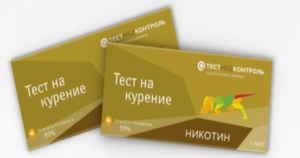 ТЕСТ КОНТРОЛЬ
Тест на
курение
99%
ТЕСТ КОНТРОЛЬ
Тест на
курение
99%
НИКОТИН
1 ТЕСТ